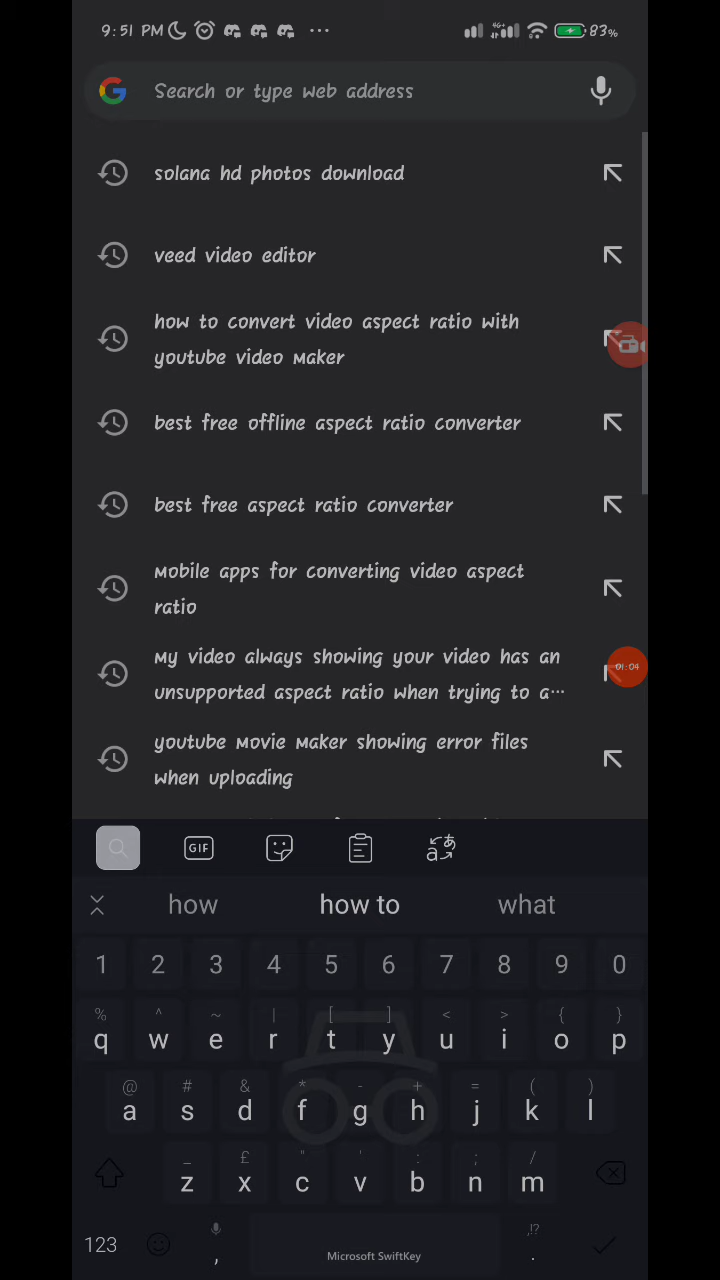 9:51 PM ... 4G+ 83%
Search or type web address
solana hd photos download
veed video editor
how to convert video aspect ratio with
youtube video maker
best free offline aspect ratio converter
best free aspect ratio converter
mobile apps for converting video aspect
ratio
my video always showing your video has an
unsupported aspect ratio when trying to a...
01:04
youtube movie maker showing error files
when uploading
GIF
how how to what
1 2 3 4 5 6 7 8 9 0
% ^ ~ | [ ] < > { }
q w e r t y u i o p
@ # & * - + = ( )
a s d f g h j k l
_ £ " ' : ; /
z x c v b n m
123 , Microsoft SwiftKey ,!? .